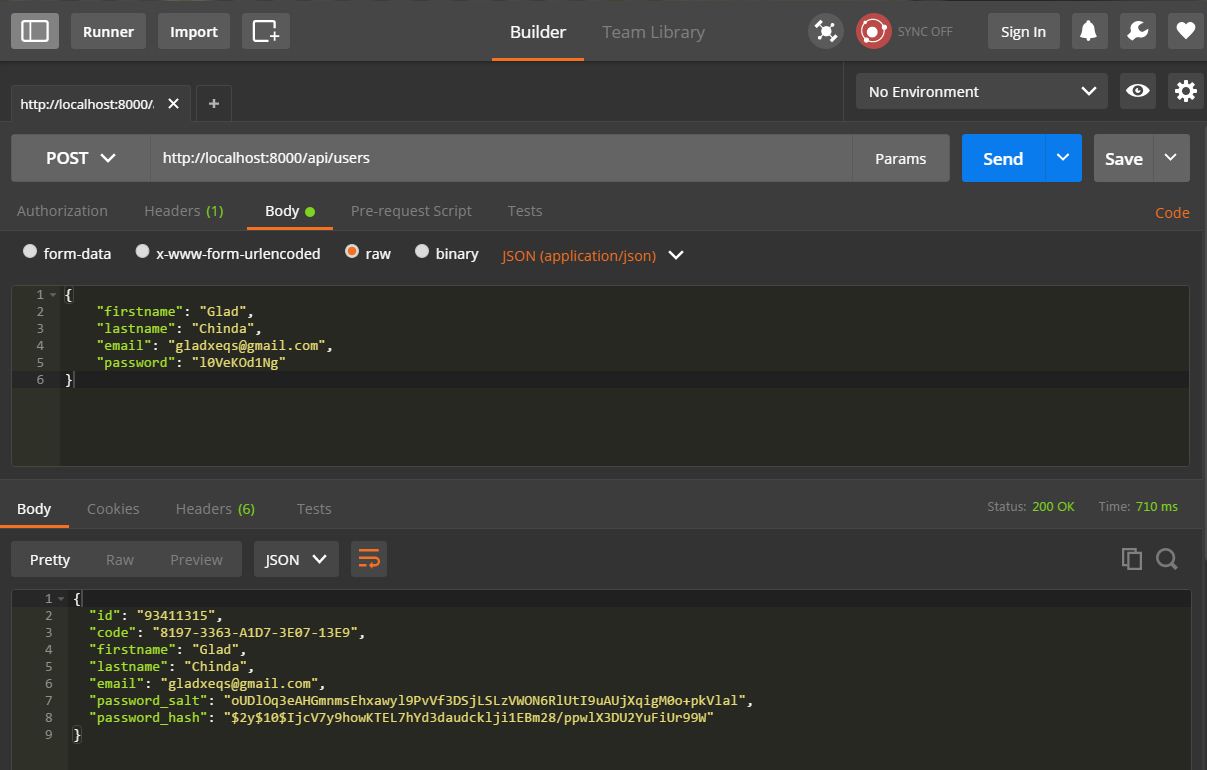 Runner Import Builder Team Library SYNC OFF Sign In
http://localhost:8000/ No Environment
POST http://localhost:8000/api/users Params Send Save
Authorization Headers (1) Body Pre-request Script Tests Code
form-data x-www-form-urlencoded raw binary JSON (application/json)
1 {
2 "firstname": "Glad",
3 "lastname": "Chinda",
4 "email": "gladxeqs@gmail.com",
5 "password": "l0VeKOd1Ng"
6 }
Body Cookies Headers (6) Tests Status: 200 OK Time: 710 ms
Pretty Raw Preview JSON
1 {
2 "id": "93411315",
3 "code": "8197-3363-A1D7-3E07-13E9",
4 "firstname": "Glad",
5 "lastname": "Chinda",
6 "email": "gladxeqs@gmail.com",
7 "password_salt": "oUDlOq3eAHGmnmsEhxawyl9PvVf3DSjLSLzVWON6RlUtI9uAUjXqigM0o+pkVlal",
8 "password_hash": "$2y$10$IjcV7y9howKTEL7hYd3daudcklji1EBm28/ppwlX3DU2YuFiUr99W"
9 }